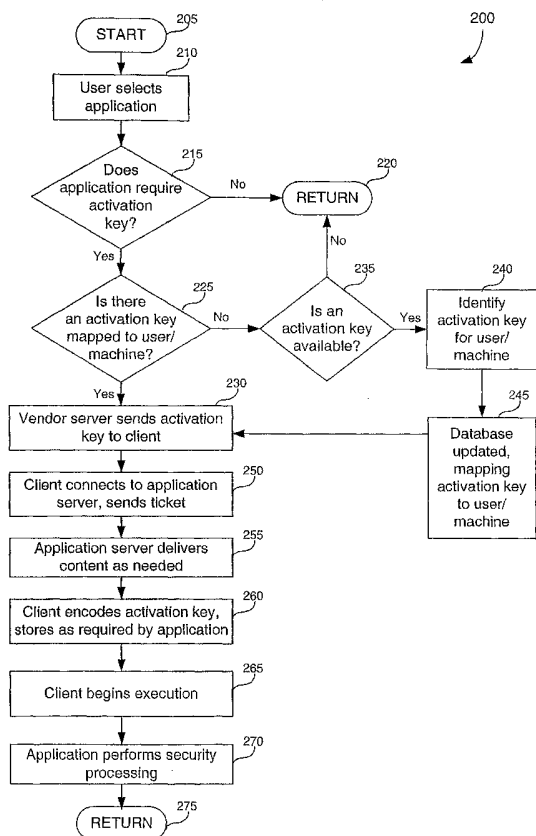 200
START
205
210
User selects
application
215
Does
application require
activation
key?
No
Yes
220
RETURN
No
225
Is there
an activation key
mapped to user/
machine?
No
Yes
235
Is an
activation key
available?
Yes
240
Identify
activation key
for user/
machine
245
Database
updated,
mapping
activation key
to user/
machine
230
Vendor server sends activation
key to client
250
Client connects to application
server, sends ticket
255
Application server delivers
content as needed
260
Client encodes activation key,
stores as required by application
265
Client begins execution
270
Application performs security
processing
RETURN
275